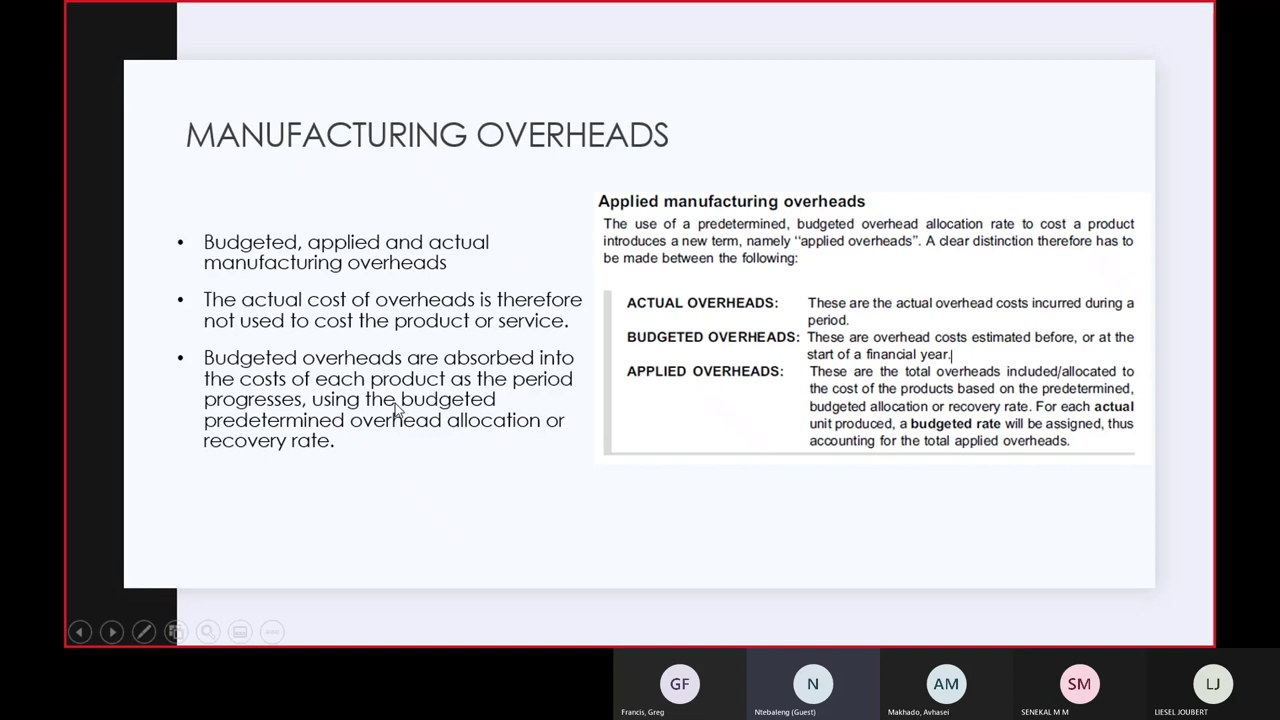 MANUFACTURING OVERHEADS
• Budgeted, applied and actual
manufacturing overheads
• The actual cost of overheads is therefore
not used to cost the product or service.
• Budgeted overheads are absorbed into
the costs of each product as the period
progresses, using the budgeted
predetermined overhead allocation or
recovery rate.
Applied manufacturing overheads
The use of a predetermined, budgeted overhead allocation rate to cost a product
introduces a new term, namely ‘‘applied overheads’’. A clear distinction therefore has to
be made between the following:
ACTUAL OVERHEADS: These are the actual overhead costs incurred during a
period.
BUDGETED OVERHEADS: These are overhead costs estimated before, or at the
start of a financial year.
APPLIED OVERHEADS: These are the total overheads included/allocated to
the cost of the products based on the predetermined,
budgeted allocation or recovery rate. For each actual
unit produced, a budgeted rate will be assigned, thus
accounting for the total applied overheads.
GF
N
AM
SM
LJ
Francis, Greg
Ntebaleng (Guest)
Makhado, Avhasei
SENEKAL M M
LIESEL JOUBERT